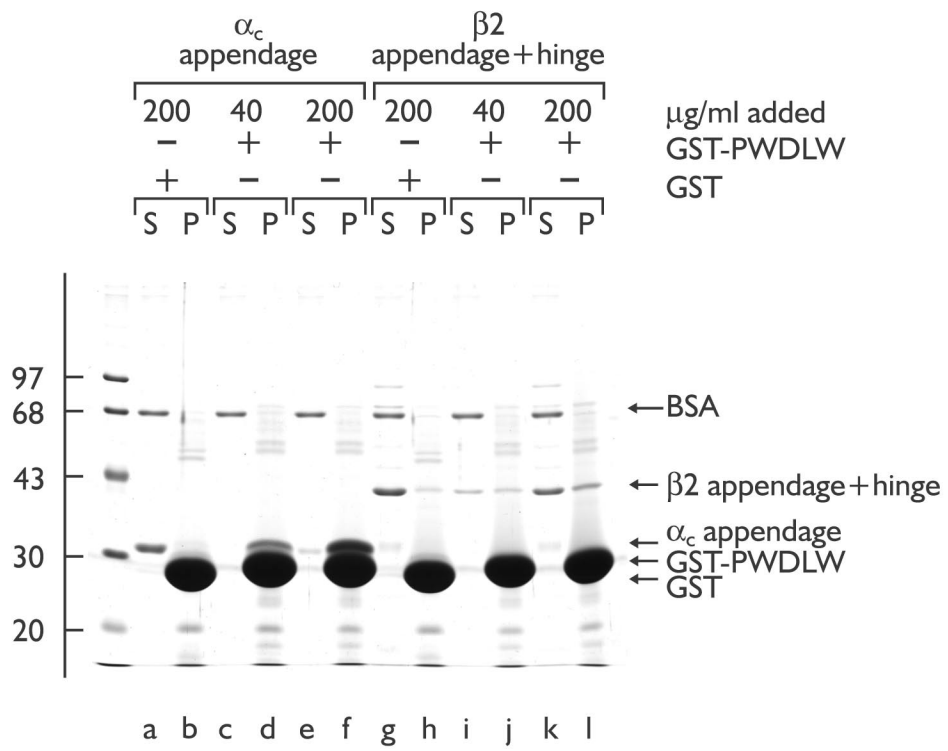 αc β2
appendage appendage+hinge
200 40 200 200 40 200 μg/ml added
− + + − + + GST-PWDLW
+ − − + − − GST
S P S P S P S P S P S P
97
68 BSA
43 β2 appendage+hinge
αc appendage
30 GST-PWDLW
GST
20
a b c d e f g h i j k l